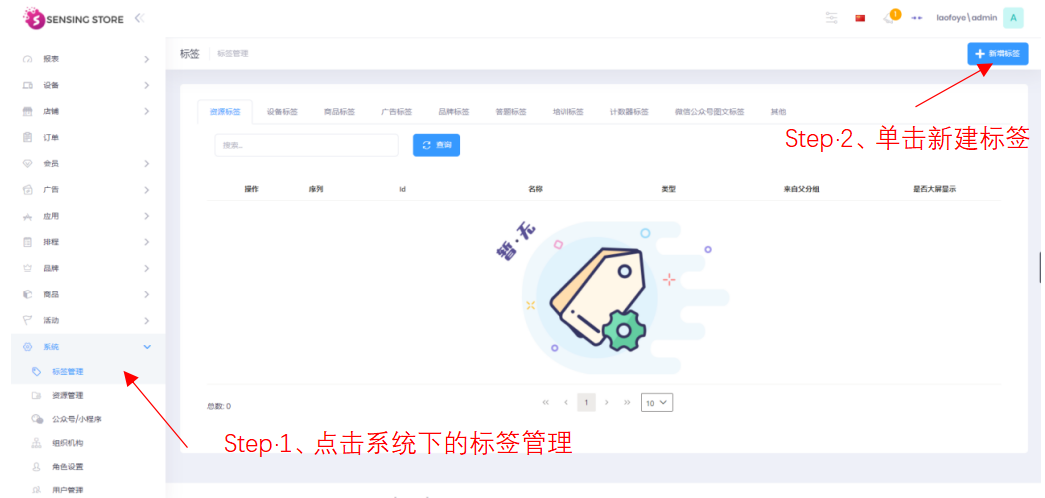 SENSING STORE
1
laafaye\admin
A
标签
标签管理
新增标签
报表
设备
店铺
订单
会员
广告
应用
排程
品牌
商品
活动
系统
标签管理
资源管理
公众号/小程序
组织机构
角色设置
用户管理
资源标签 设备标签 商品标签 广告标签 品牌标签 答题标签 培训标签 计数器标签 微信公众号图文标签 其他
Step·2、单击新建标签
搜索...
查询
操作 序列 Id 名称 类型 来自父分组 是否大屏显示
暂·无
总数: 0
1
10
Step·1、点击系统下的标签管理